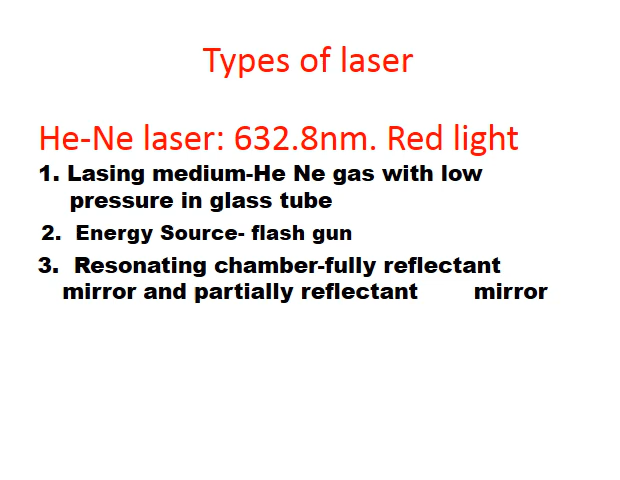 Types of laser
He-Ne laser: 632.8nm. Red light
1. Lasing medium-He Ne gas with low
pressure in glass tube
2. Energy Source- flash gun
3. Resonating chamber-fully reflectant
mirror and partially reflectant mirror